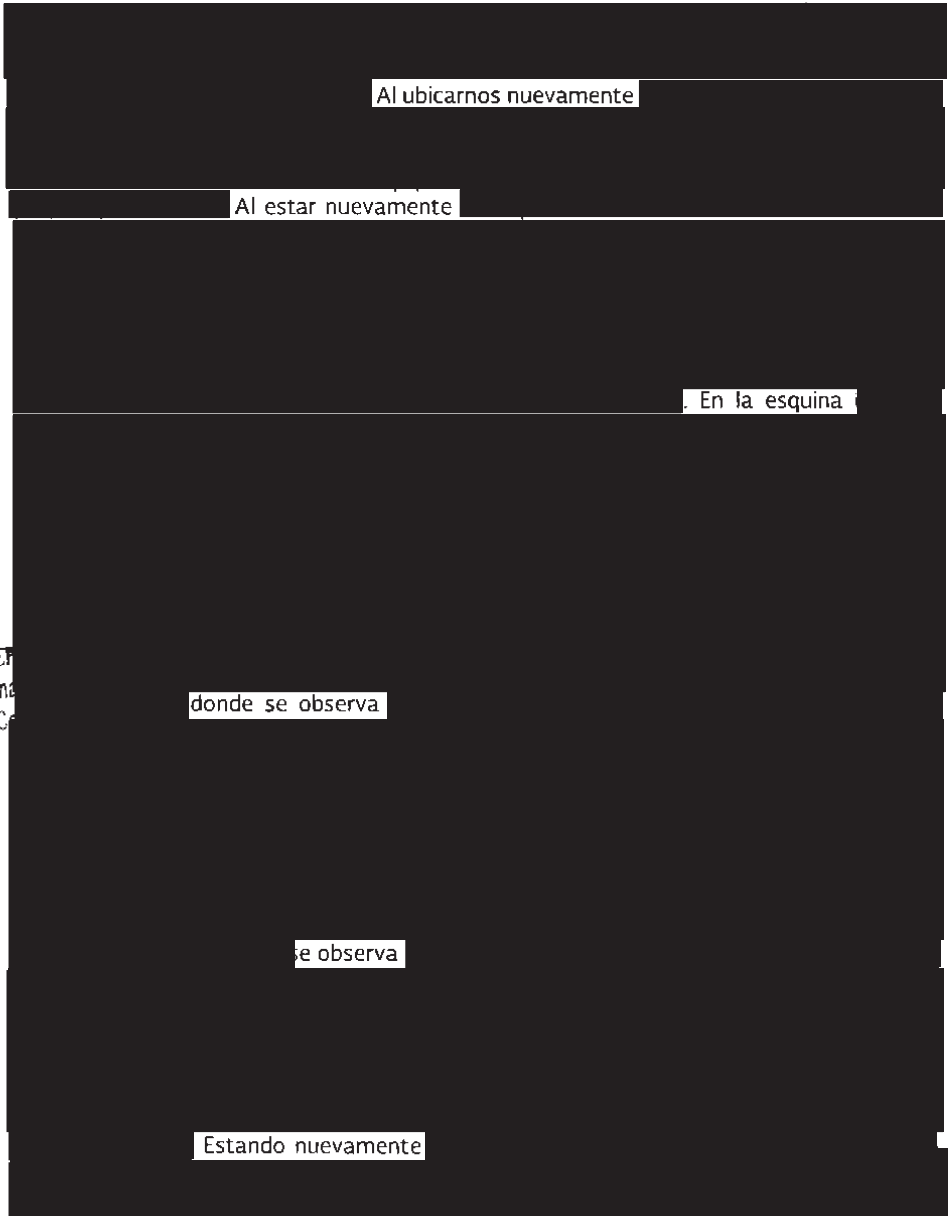 Al ubicarnos nuevamente
Al estar nuevamente
. En la esquina
donde se observa
se observa
Estando nuevamente